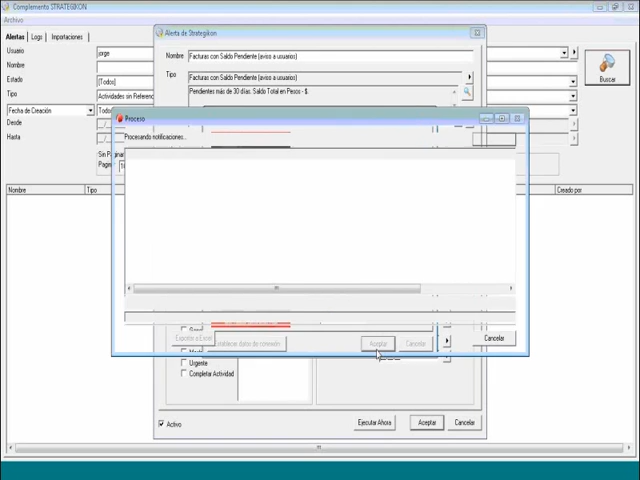 Complemento STRATEGIKON
Archivo
Alertas Logs Importaciones
Usuario jorge
Nombre
Estado [Todos]
Tipo Actividades sin Referenc
Fecha de Creación Todo
Desde
Hasta
Buscar
Sin Pagina
Pagin
Nombre Tipo Creado por
Alerta de Strategikon
Nombre Facturas con Saldo Pendiente (aviso a usuarios)
Tipo Facturas con Saldo Pendiente (aviso a usuarios)
Pendientes más de 30 días. Saldo Total en Pesos - $.
Proceso
Procesando notificaciones...
Exportar a Excel
Establecer datos de conexión
Aceptar Cancelar
Cancelar
Urgente
Completar Actividad
Activo
Ejecutar Ahora Aceptar Cancelar